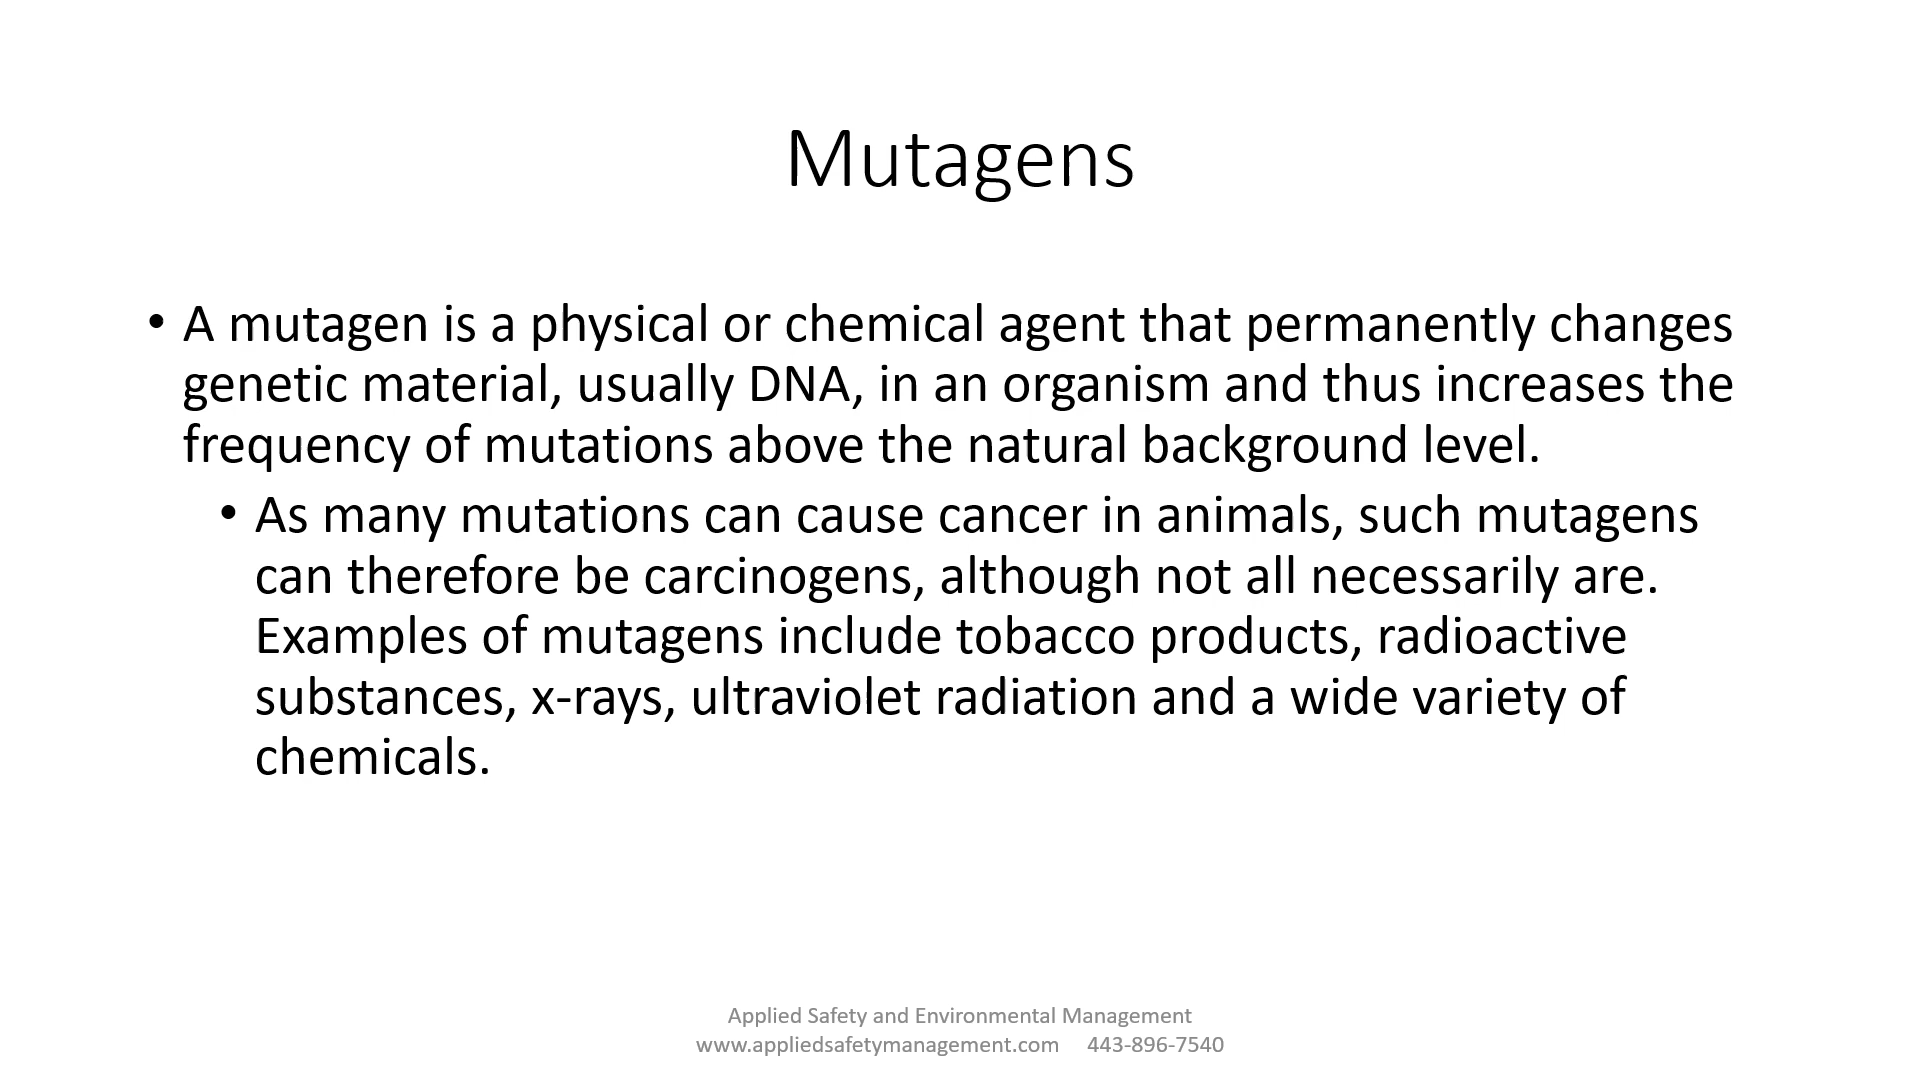 Mutagens
• A mutagen is a physical or chemical agent that permanently changes
genetic material, usually DNA, in an organism and thus increases the
frequency of mutations above the natural background level.
• As many mutations can cause cancer in animals, such mutagens
can therefore be carcinogens, although not all necessarily are.
Examples of mutagens include tobacco products, radioactive
substances, x-rays, ultraviolet radiation and a wide variety of
chemicals.
Applied Safety and Environmental Management
www.appliedsafetymanagement.com 443-896-7540